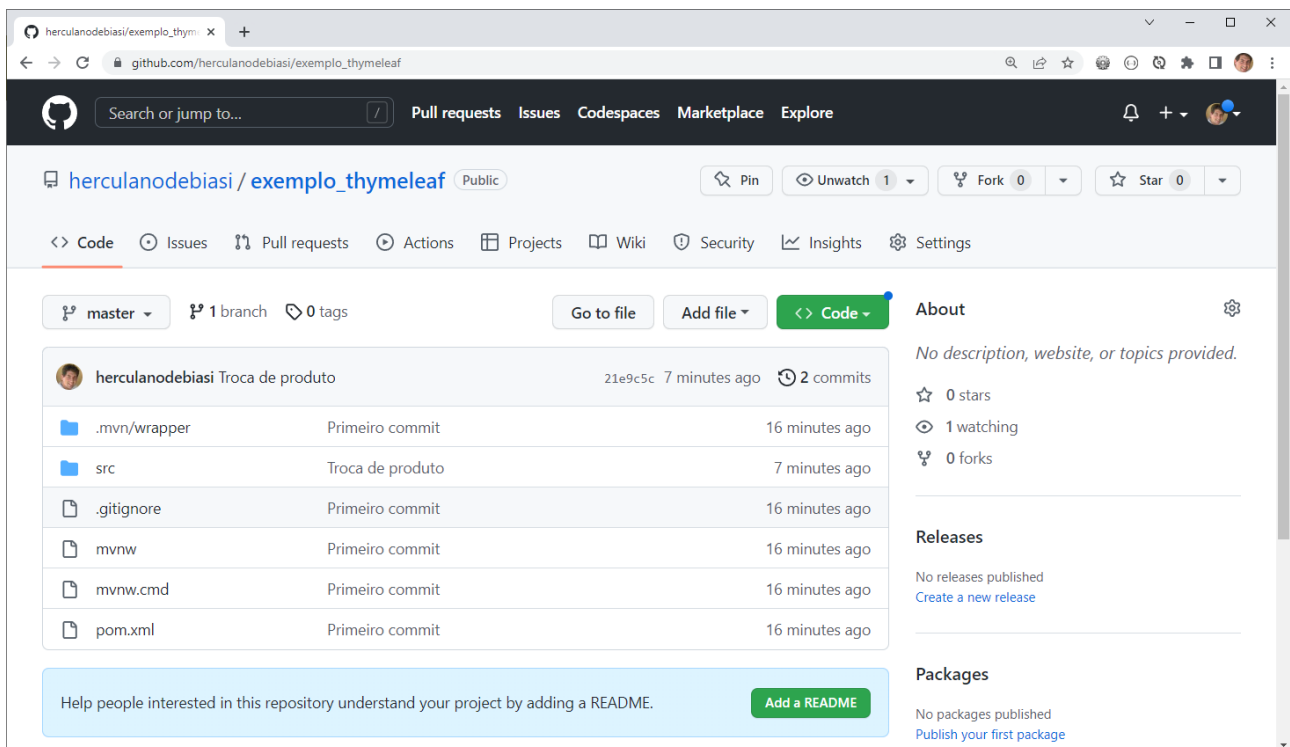 herculanodebiasi/exemplo_thyme
github.com/herculanodebiasi/exemplo_thymeleaf
Search or jump to... / Pull requests Issues Codespaces Marketplace Explore
herculanodebiasi / exemplo_thymeleaf Public Pin Unwatch 1 Fork 0 Star 0
Code Issues Pull requests Actions Projects Wiki Security Insights Settings
master 1 branch 0 tags Go to file Add file Code
herculanodebiasi Troca de produto 21e9c5c 7 minutes ago 2 commits
.mvn/wrapper Primeiro commit 16 minutes ago
src Troca de produto 7 minutes ago
.gitignore Primeiro commit 16 minutes ago
mvnw Primeiro commit 16 minutes ago
mvnw.cmd Primeiro commit 16 minutes ago
pom.xml Primeiro commit 16 minutes ago
Help people interested in this repository understand your project by adding a README. Add a README
About
No description, website, or topics provided.
0 stars
1 watching
0 forks
Releases
No releases published
Create a new release
Packages
No packages published
Publish your first package